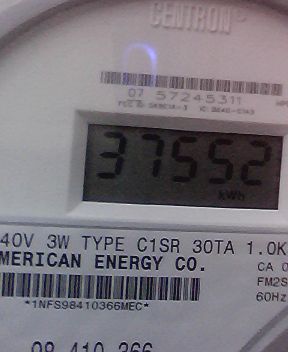 CENTRON
07 57245311
37552
kWh
40V 3W TYPE C1SR 30TA 1.0K
MERICAN ENERGY CO.
CA 0
FM2S
60Hz
*1NFS98410366MEC*
98 410 366